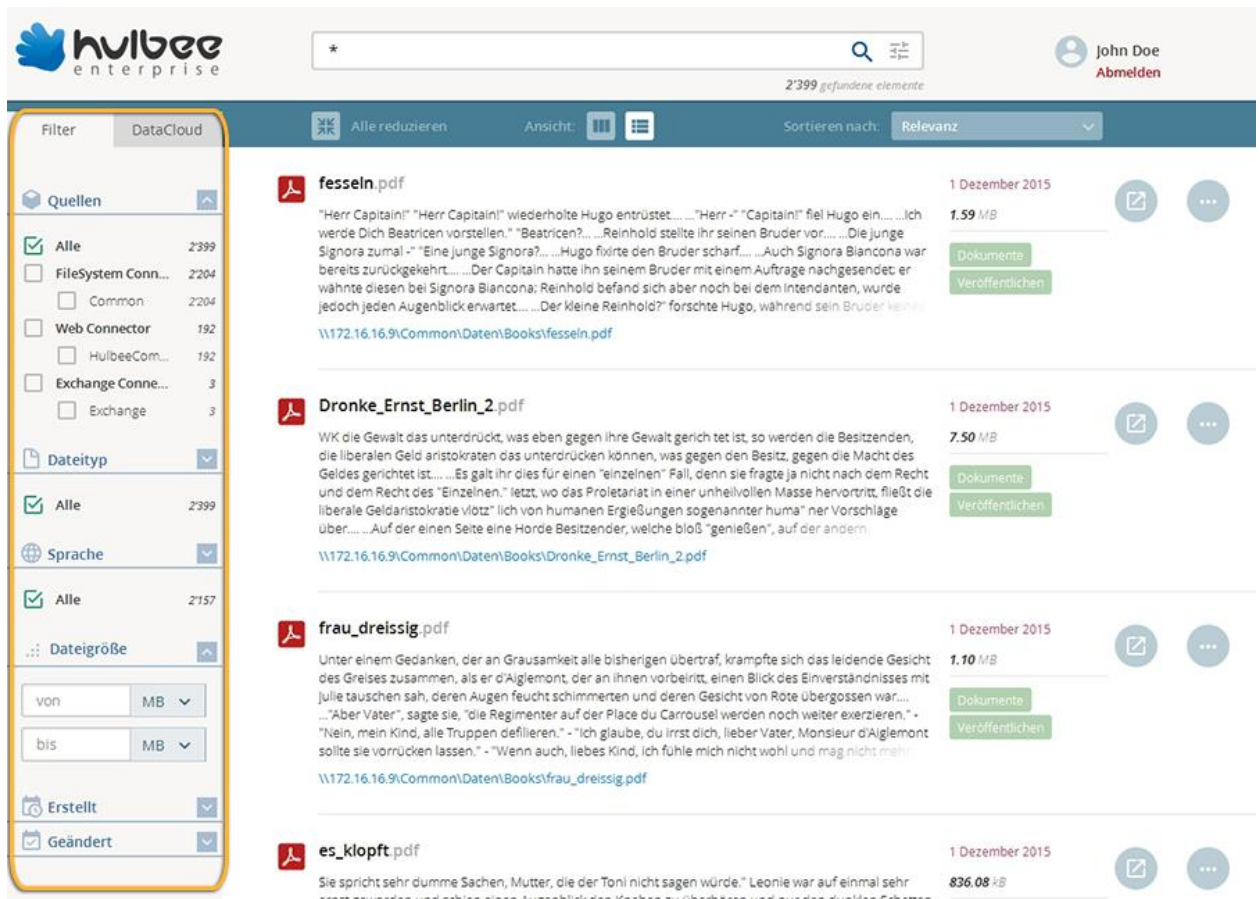 hulbee
enterprise
*
2'399 gefundene elemente
John Doe
Abmelden
Filter
DataCloud
Alle reduzieren
Ansicht:
Sortieren nach:
Relevanz
Quellen
Alle 2'399
FileSystem Conn... 2'204
Common 2'204
Web Connector 192
HulbeeCom... 192
Exchange Conne... 3
Exchange 3
Dateityp
Alle 2'399
Sprache
Alle 2'157
Dateigröße
von MB
bis MB
Erstellt
Geändert
fesseln.pdf
"Herr Capitain!" "Herr Capitain!" wiederholte Hugo entrüstet.... ..."Herr -" "Capitain!" fiel Hugo ein.... ...Ich
werde Dich Beatricen vorstellen." "Beatricen?... ...Reinhold stellte ihr seinen Bruder vor.... ...Die junge
Signora zumal -" "Eine junge Signora?... ...Hugo fixirte den Bruder scharf.... ...Auch Signora Biancona war
bereits zurückgekehrt.... ...Der Capitain hatte ihn seinem Bruder mit einem Auftrage nachgesendet; er
wähnte diesen bei Signora Biancona; Reinhold befand sich aber noch bei dem Intendanten, wurde
jedoch jeden Augenblick erwartet.... ...Der kleine Reinhold?" forschte Hugo, während sein Bruder
\\172.16.16.9\Common\Daten\Books\fesseln.pdf
1 Dezember 2015
1.59 MB
Dokumente
Veröffentlichen
Dronke_Ernst_Berlin_2.pdf
WK die Gewalt das unterdrückt, was eben gegen ihre Gewalt gerich tet ist, so werden die Besitzenden,
die liberalen Geld aristokraten das unterdrücken können, was gegen den Besitz, gegen die Macht des
Geldes gerichtet ist.... ...Es galt ihr dies für einen "einzelnen" Fall, denn sie fragte ja nicht nach dem Recht
und dem Recht des "Einzelnen." letzt, wo das Proletariat in einer unheilvollen Masse hervortritt, fließt die
liberale Geldaristokratie vlötz" lich von humanen Ergießungen sogenannter huma" ner Vorschläge
über.... ...Auf der einen Seite eine Horde Besitzender, welche bloß "genießen", auf der andern
\\172.16.16.9\Common\Daten\Books\Dronke_Ernst_Berlin_2.pdf
1 Dezember 2015
7.50 MB
Dokumente
Veröffentlichen
frau_dreissig.pdf
Unter einem Gedanken, der an Grausamkeit alle bisherigen übertraf, krampfte sich das leidende Gesicht
des Greises zusammen, als er d'Aiglemont, der an ihnen vorbeiritt, einen Blick des Einverständnisses mit
Julie tauschen sah, deren Augen feucht schimmerten und deren Gesicht von Röte übergossen war....
..."Aber Vater", sagte sie, "die Regimenter auf der Place du Carrousel werden noch weiter exerzieren." -
"Nein, mein Kind, alle Truppen defilieren." - "Ich glaube, du irrst dich, lieber Vater, Monsieur d'Aiglemont
sollte sie vorrücken lassen." - "Wenn auch, liebes Kind, ich fühle mich nicht wohl und mag nicht mehr
\\172.16.16.9\Common\Daten\Books\frau_dreissig.pdf
1 Dezember 2015
1.10 MB
Dokumente
Veröffentlichen
es_klopft.pdf
Sie spricht sehr dumme Sachen, Mutter, die der Toni nicht sagen würde." Leonie war auf einmal sehr
1 Dezember 2015
836.08 kB